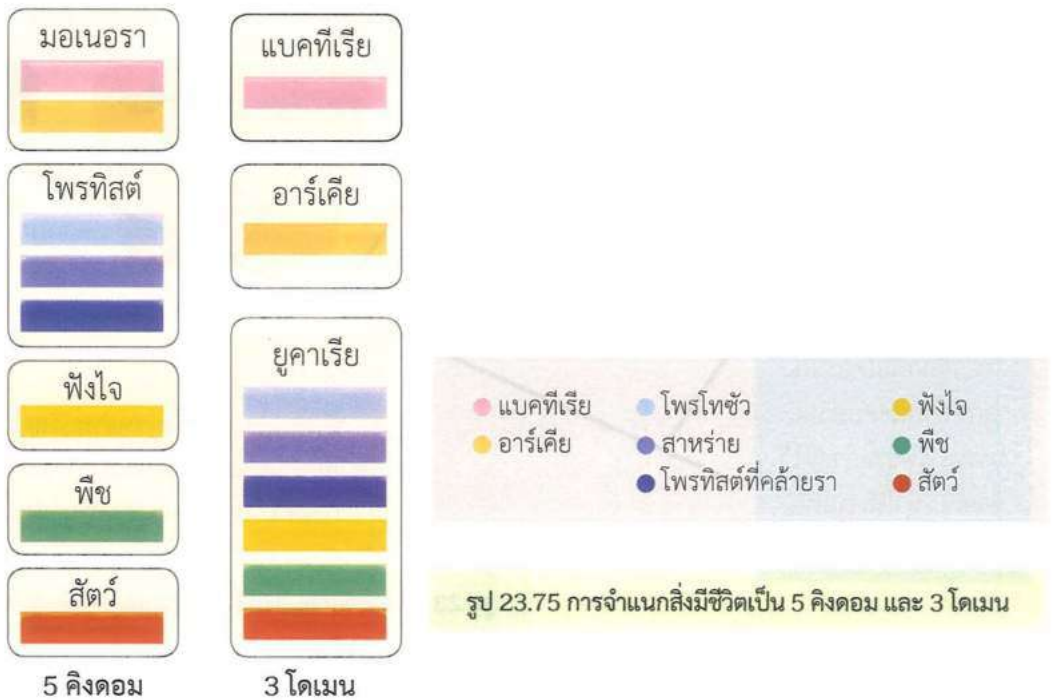 มอเนอรา
โพรทิสต์
ฟังไจ
พืช
สัตว์
5 คิงดอม
แบคทีเรีย
อาร์เคีย
ยูคาเรีย
3 โดเมน
แบคทีเรีย
อาร์เคีย
โพรโทซัว
สาหร่าย
โพรทิสต์ที่คล้ายรา
ฟังไจ
พืช
สัตว์
รูป 23.75 การจำแนกสิ่งมีชีวิตเป็น 5 คิงดอม และ 3 โดเมน